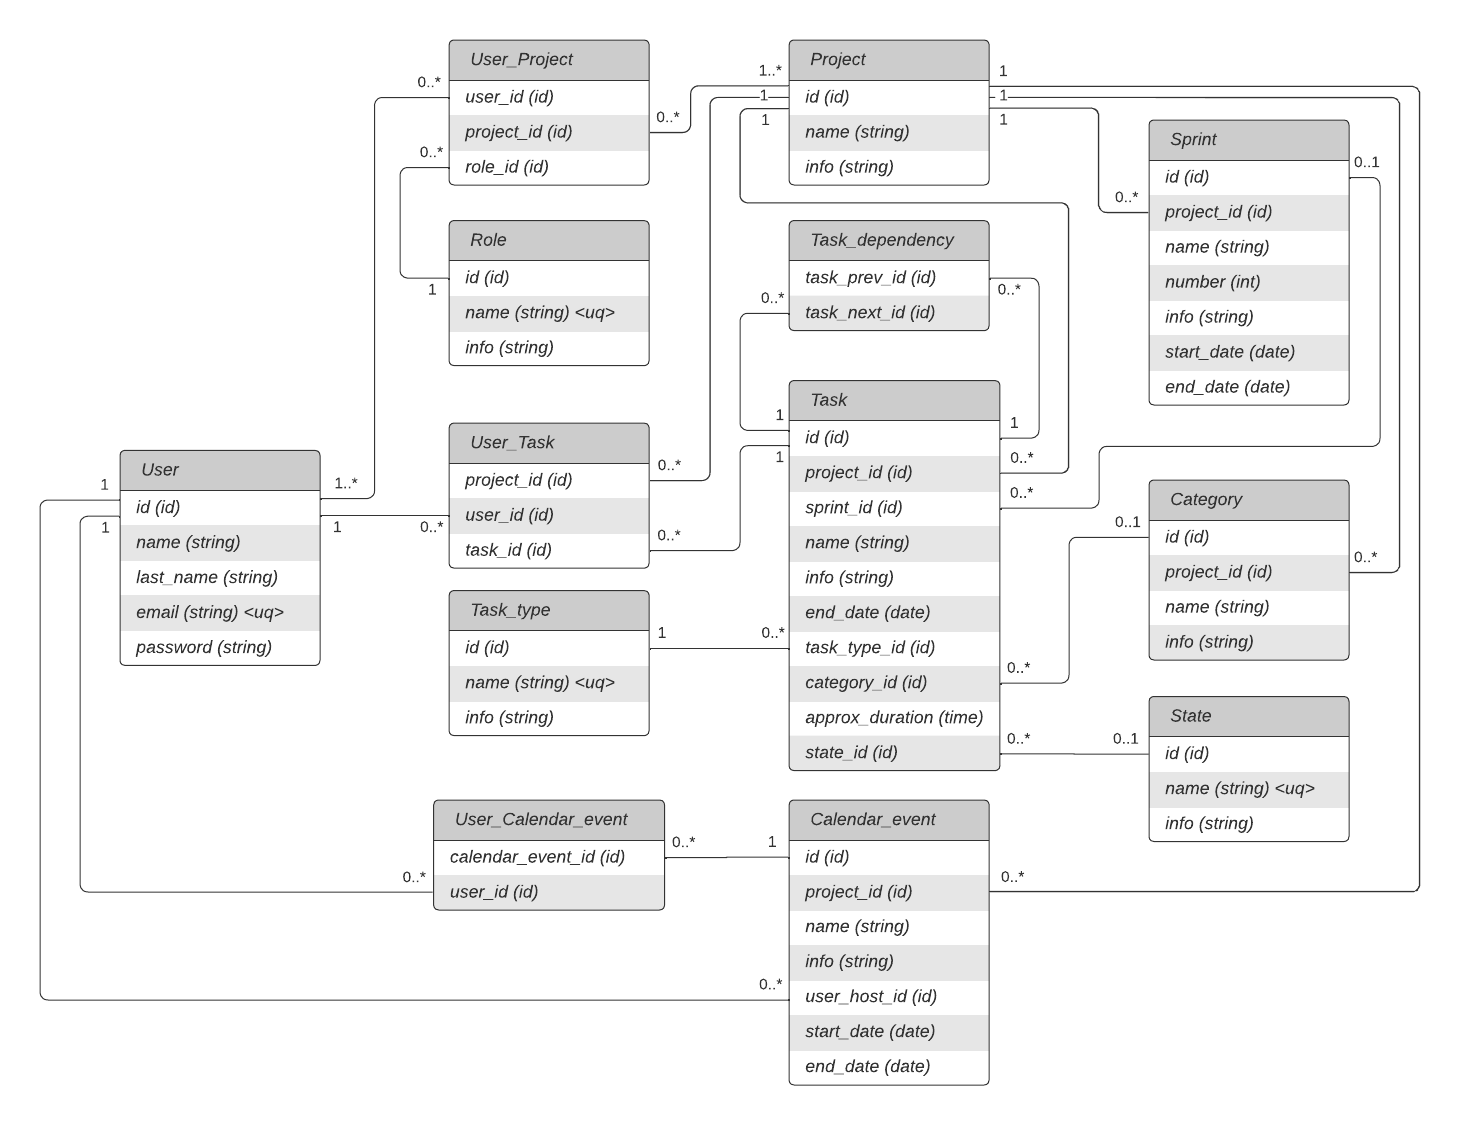 User_Project
0..*
user_id (id)
project_id (id)
0..*
0..*
role_id (id)
Project
1..*
1
id (id)
1
1
1
1
name (string)
info (string)
Sprint
0..1
id (id)
0..*
project_id (id)
name (string)
number (int)
info (string)
start_date (date)
end_date (date)
Role
id (id)
1
name (string) <uq>
info (string)
Task_dependency
task_prev_id (id)
0..*
0..*
task_next_id (id)
Task
1
1
id (id)
1
0..*
project_id (id)
0..*
sprint_id (id)
name (string)
info (string)
end_date (date)
0..*
task_type_id (id)
0..*
category_id (id)
approx_duration (time)
0..*
state_id (id)
User_Task
0..*
project_id (id)
user_id (id)
0..*
0..*
task_id (id)
User
1
1..*
id (id)
1
1
name (string)
last_name (string)
email (string) <uq>
password (string)
Category
0..1
id (id)
0..*
project_id (id)
name (string)
info (string)
Task_type
1
id (id)
name (string) <uq>
info (string)
State
0..1
id (id)
name (string) <uq>
info (string)
User_Calendar_event
0..*
calendar_event_id (id)
0..*
user_id (id)
Calendar_event
1
id (id)
0..*
project_id (id)
name (string)
info (string)
0..*
user_host_id (id)
start_date (date)
end_date (date)